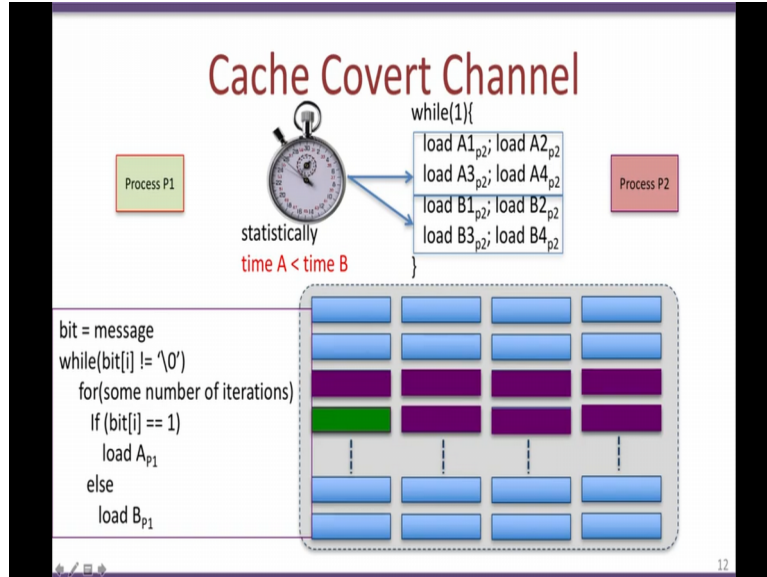 Cache Covert Channel
Process P1
while(1){
load A1p2; load A2p2
load A3p2; load A4p2
load B1p2; load B2p2
load B3p2; load B4p2
}
Process P2
statistically
time A < time B
bit = message
while(bit[i] != '\0')
for(some number of iterations)
If (bit[i] == 1)
load AP1
else
load BP1
12